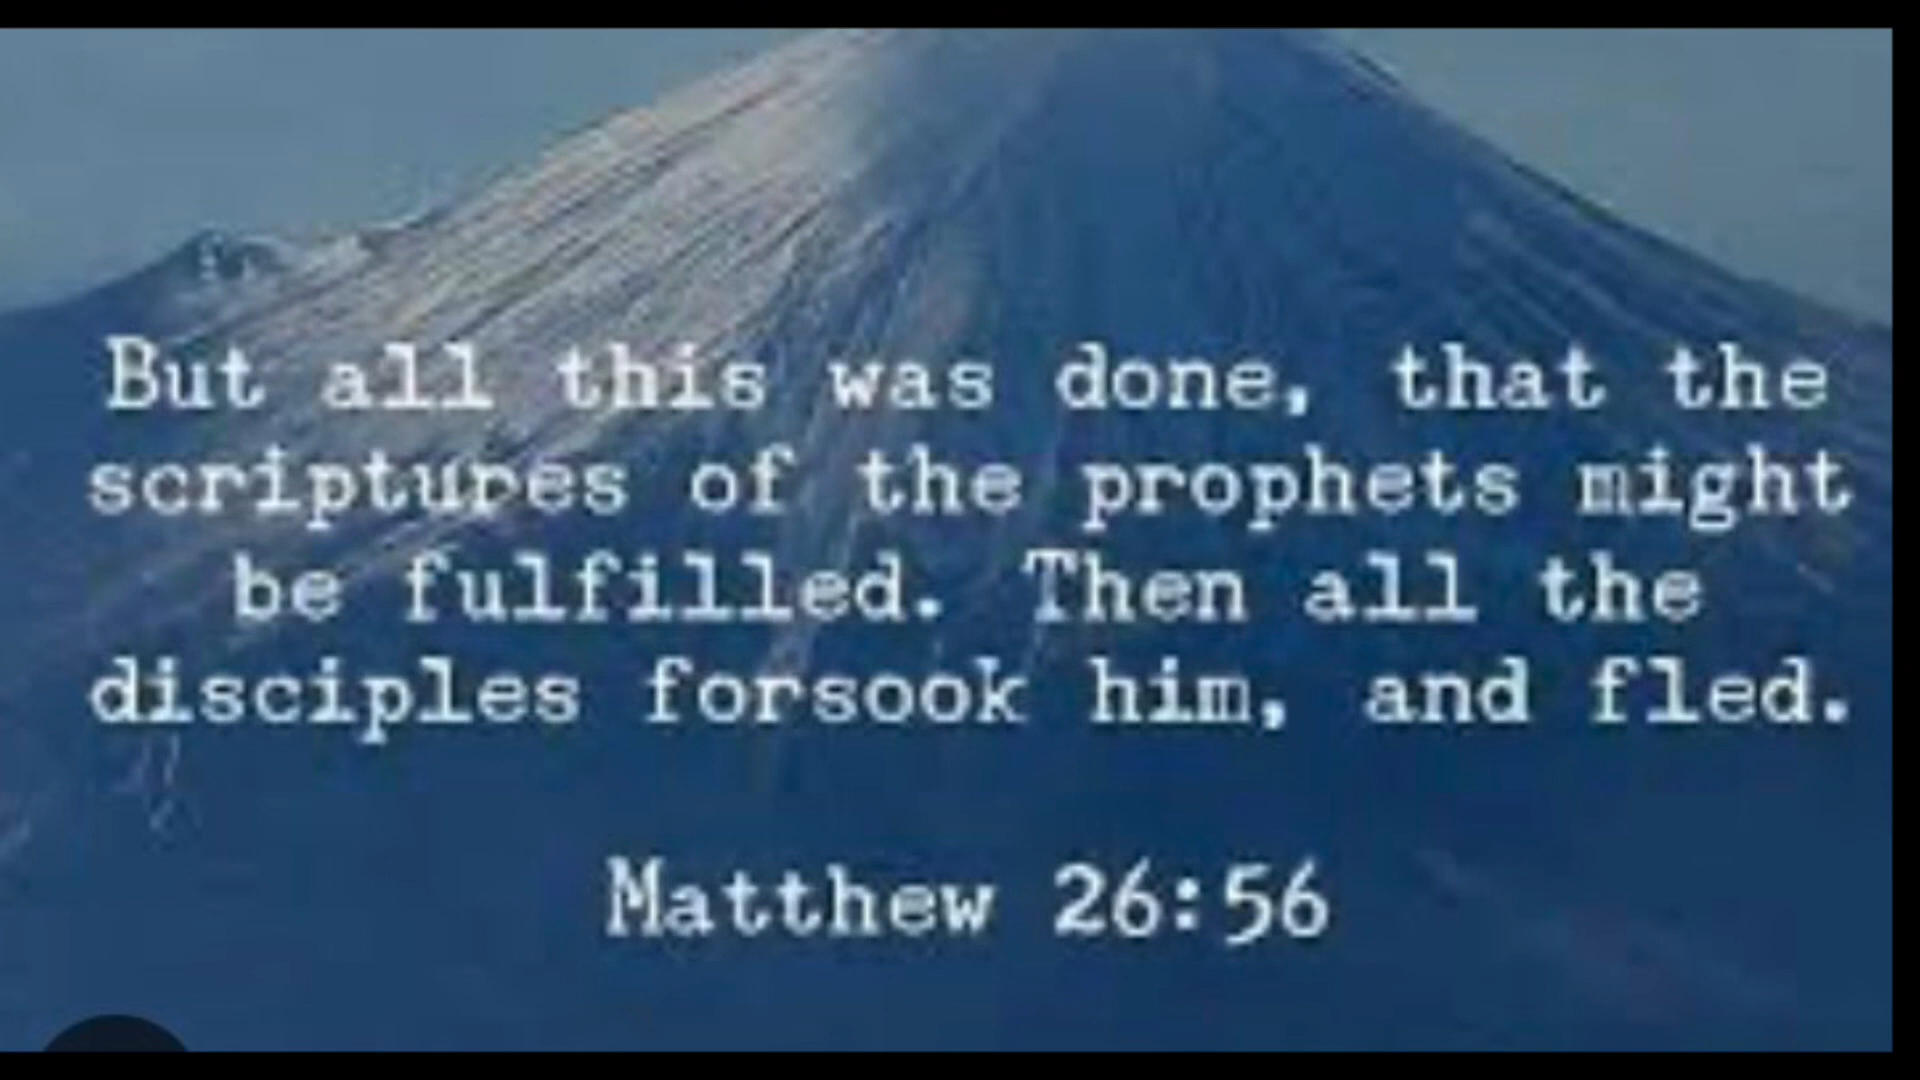 But all this was done, that the
scriptures of the prophets might
be fulfilled. Then all the
disciples forsook him, and fled.
Matthew 26:56